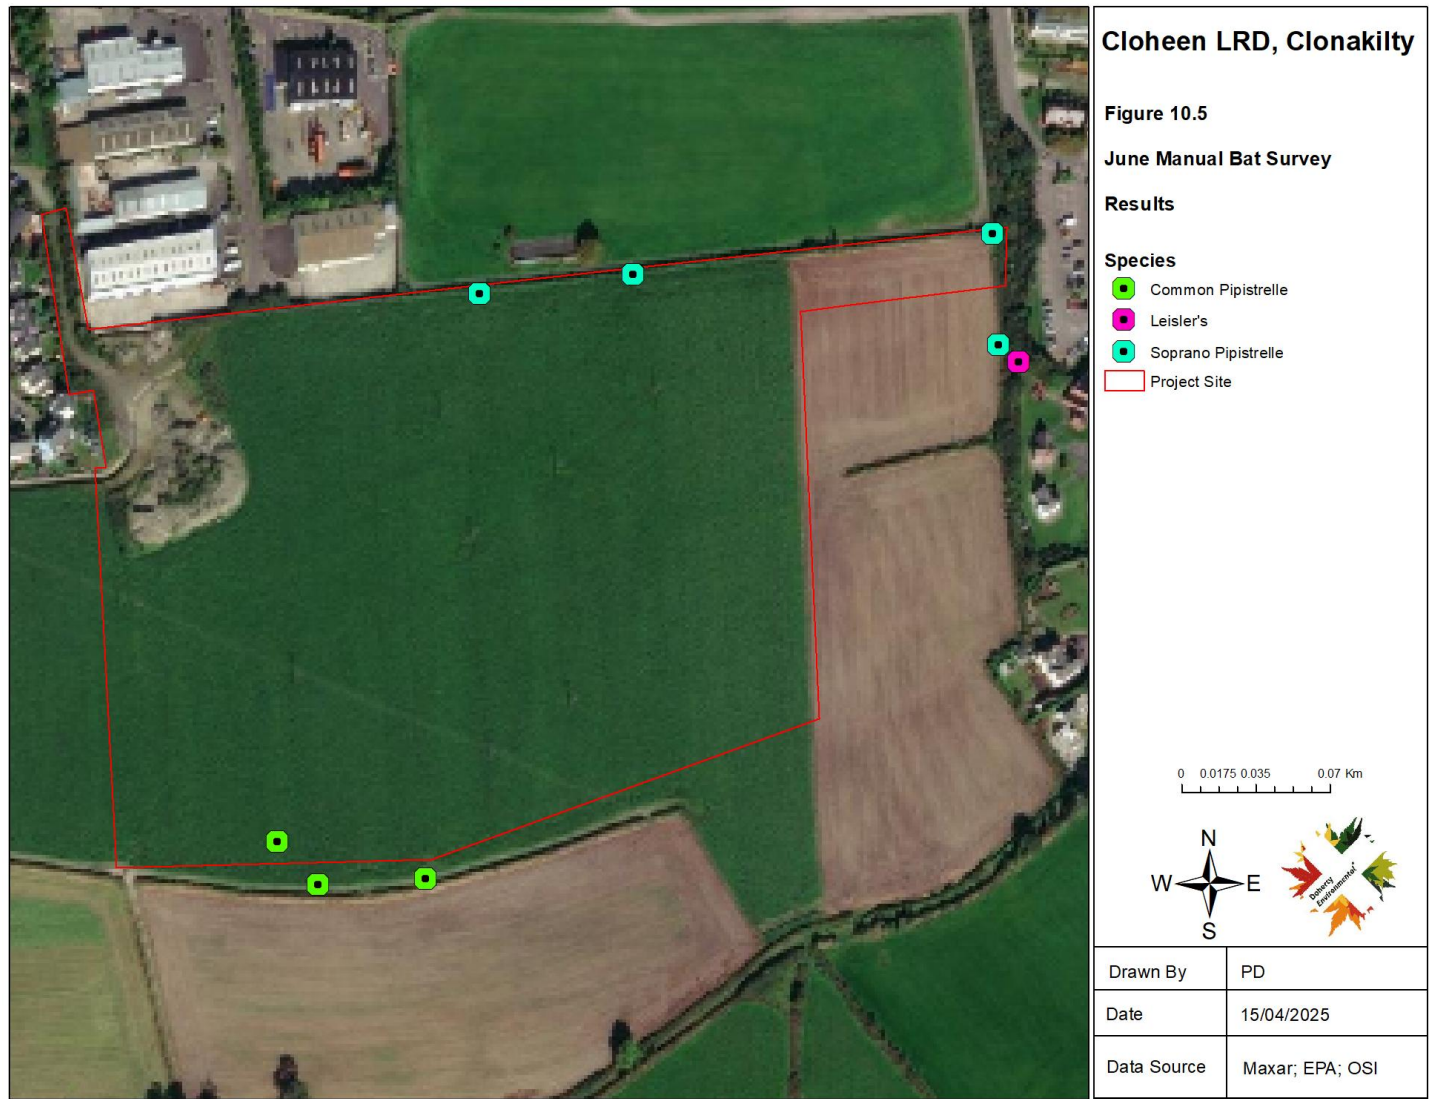 Cloheen LRD, Clonakilty
Figure 10.5
June Manual Bat Survey
Results
Species
Common Pipistrelle
Leisler's
Soprano Pipistrelle
Project Site
0 0.0175 0.035 0.07 Km
N
W E
S
Doherty
Environmental
Drawn By PD
Date 15/04/2025
Data Source Maxar; EPA; OSI